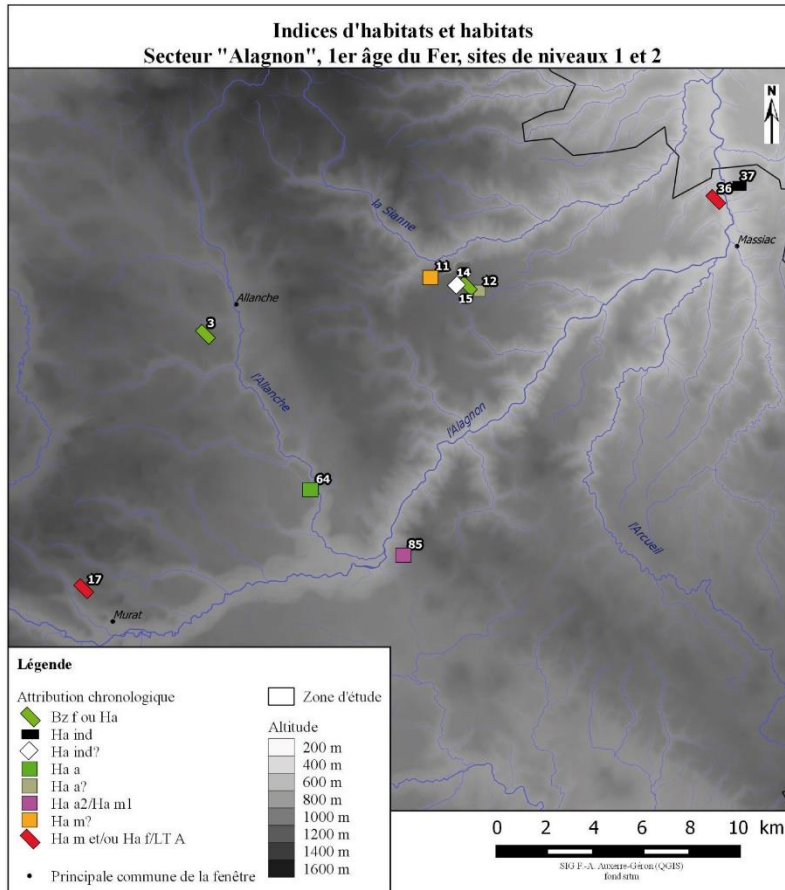 Indices d'habitats et habitats
Secteur "Alagnon", 1er âge du Fer, sites de niveaux 1 et 2
N
37
36
Massiac
la Sianne
11
14
12
15
Allanche
3
l'Allanche
l'Alagnon
64
l'Arcueil
85
17
Murat
Légende
Attribution chronologique
Bz f ou Ha
Ha ind
Ha ind?
Ha a
Ha a?
Ha a2/Ha m1
Ha m?
Ha m et/ou Ha f/LT A
Principale commune de la fenêtre
Zone d'étude
Altitude
200 m
400 m
600 m
800 m
1000 m
1200 m
1400 m
1600 m
0 2 4 6 8 10 km
SIG F.-A. Auxerre-Géron (QGIS)
fond srtm